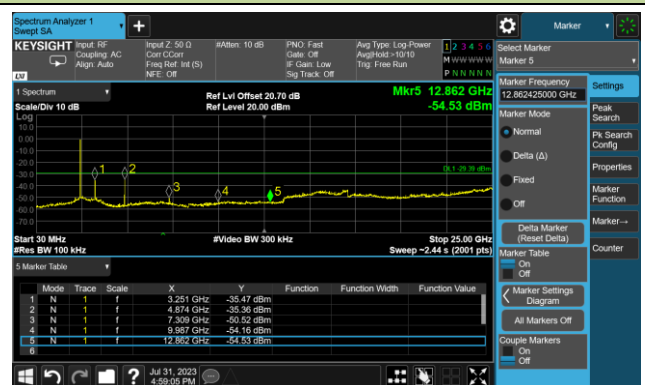 Spectrum Analyzer 1
Swept SA
Marker
KEYSIGHT
Input: RF
Coupling: AC
Align: Auto
Input Z: 50 Ω
Corr CCorr
Freq Ref: Int (S)
NFE: Off
#Atten: 10 dB
PNO: Fast
Gate: Off
IF Gain: Low
Sig Track: Off
Avg Type: Log-Power
Avg|Hold:>10/10
Trig: Free Run
1 2 3 4 5 6
M W W W W W
P N N N N N
Select Marker
Marker 5
1 Spectrum
Scale/Div 10 dB
Log
Ref Lvl Offset 20.70 dB
Ref Level 20.00 dBm
Mkr5 12.862 GHz
-54.53 dBm
10.0
0.00
-10.0
-20.0
-30.0
-40.0
-50.0
-60.0
-70.0
1
2
3
4
5
DL1 -29.39 dBm
Start 30 MHz
#Res BW 100 kHz
#Video BW 300 kHz
Stop 25.00 GHz
Sweep ~2.44 s (2001 pts)
5 Marker Table
Mode Trace Scale X Y Function Function Width Function Value
1 N 1 f 3.251 GHz -35.47 dBm
2 N 1 f 4.874 GHz -35.36 dBm
3 N 1 f 7.309 GHz -50.52 dBm
4 N 1 f 9.987 GHz -54.16 dBm
5 N 1 f 12.862 GHz -54.53 dBm
6
Marker Frequency
12.862425000 GHz
Marker Mode
Normal
Delta (Δ)
Fixed
Off
Delta Marker
(Reset Delta)
Marker Table
On
Off
Marker Settings
Diagram
All Markers Off
Couple Markers
On
Off
Settings
Peak
Search
Pk Search
Config
Properties
Marker
Function
Marker→
Counter
Jul 31, 2023
4:59:05 PM